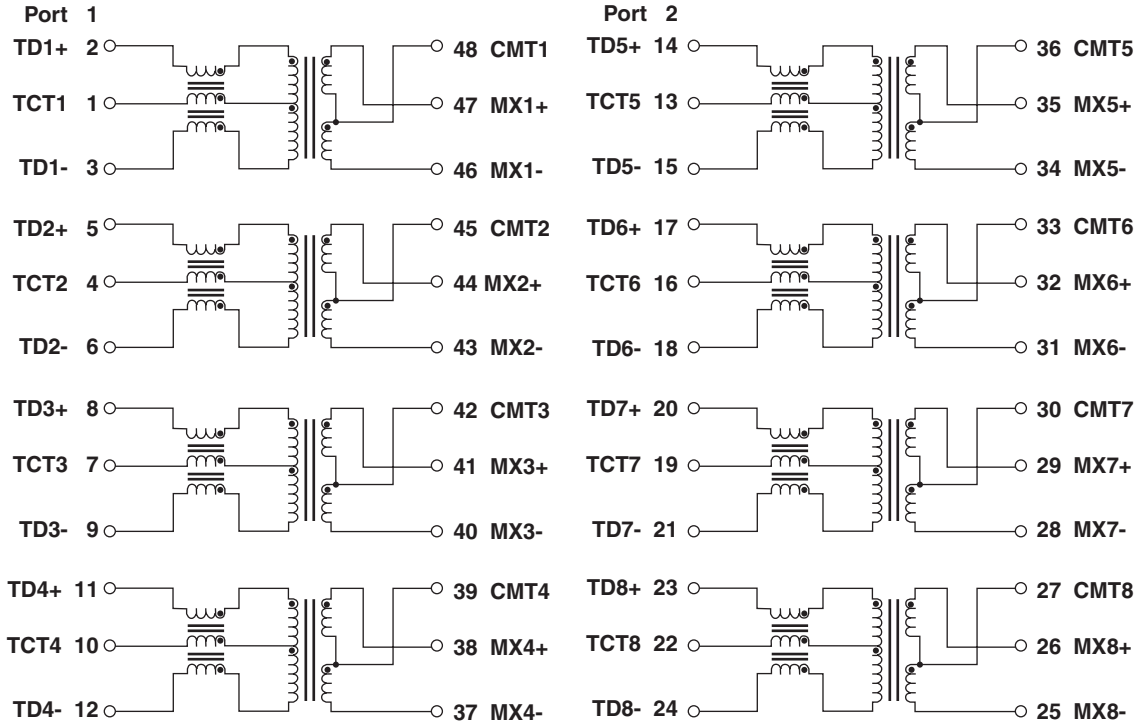 Port 1
TD1+ 2
48 CMT1
TCT1 1
47 MX1+
TD1- 3
46 MX1-
TD2+ 5
45 CMT2
TCT2 4
44 MX2+
TD2- 6
43 MX2-
TD3+ 8
42 CMT3
TCT3 7
41 MX3+
TD3- 9
40 MX3-
TD4+ 11
39 CMT4
TCT4 10
38 MX4+
TD4- 12
37 MX4-
Port 2
TD5+ 14
36 CMT5
TCT5 13
35 MX5+
TD5- 15
34 MX5-
TD6+ 17
33 CMT6
TCT6 16
32 MX6+
TD6- 18
31 MX6-
TD7+ 20
30 CMT7
TCT7 19
29 MX7+
TD7- 21
28 MX7-
TD8+ 23
27 CMT8
TCT8 22
26 MX8+
TD8- 24
25 MX8-